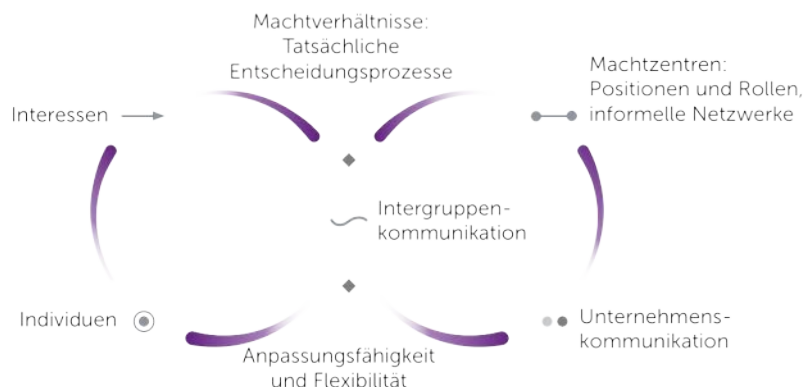 Machtverhältnisse:
Tatsächliche
Entscheidungsprozesse
Machtzentren:
Positionen und Rollen,
informelle Netzwerke
Interessen
Intergruppen-
kommunikation
Individuen
Unternehmens-
kommunikation
Anpassungsfähigkeit
und Flexibilität